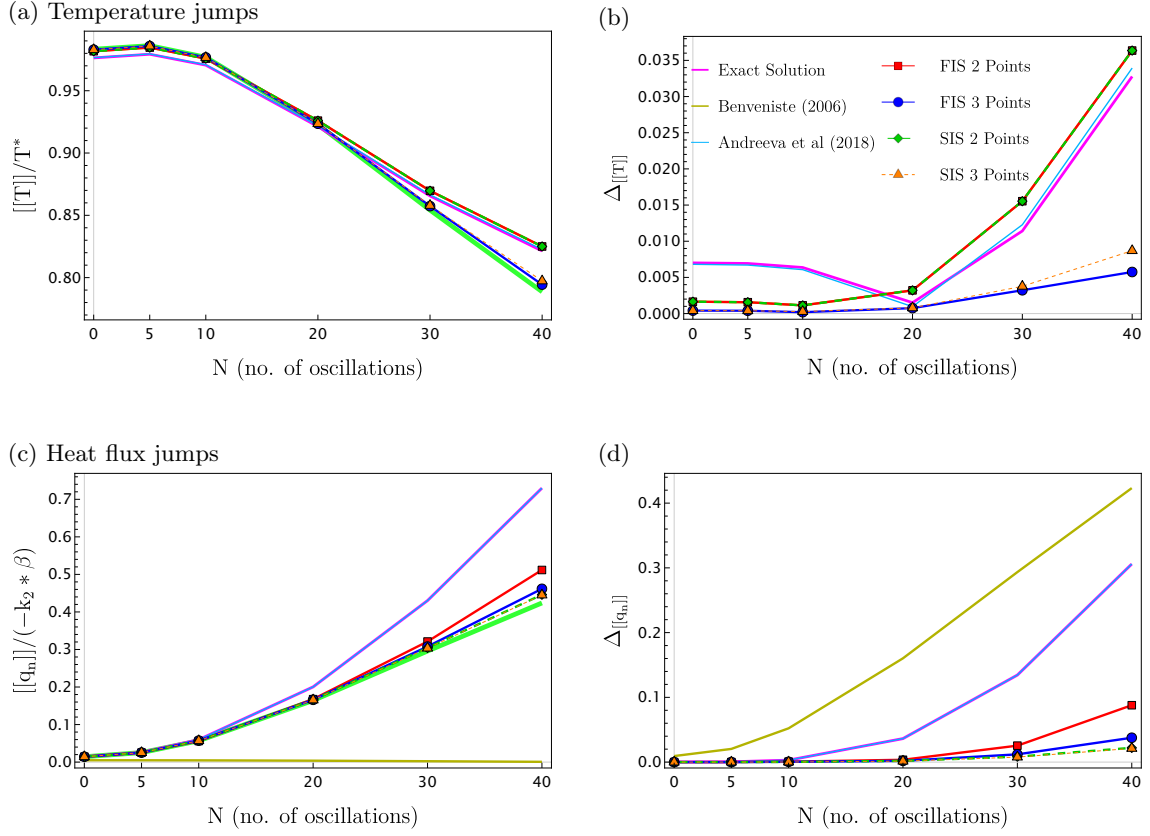 (a) Temperature jumps
[[T]]/T*
0.95
0.90
0.85
0.80
0 5 10 20 30 40
N (no. of oscillations)
(b)
Δ[[T]]
0.035
0.030
0.025
0.020
0.015
0.010
0.005
0.000
Exact Solution
Benveniste (2006)
Andreeva et al (2018)
FIS 2 Points
FIS 3 Points
SIS 2 Points
SIS 3 Points
0 5 10 20 30 40
N (no. of oscillations)
(c) Heat flux jumps
[[qn]]/(−k2 * β)
0.7
0.6
0.5
0.4
0.3
0.2
0.1
0.0
0 5 10 20 30 40
N (no. of oscillations)
(d)
Δ[[qn]]
0.4
0.3
0.2
0.1
0.0
0 5 10 20 30 40
N (no. of oscillations)